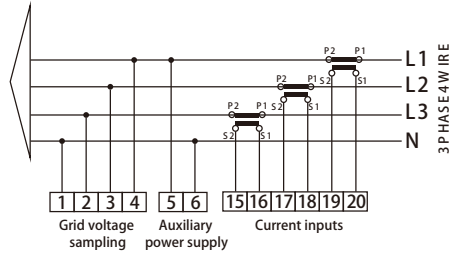 P2 P1 L1
P2 P1 S2 S1 L2
P2 P1 S2 S1 L3
S2 S1 N
3 PHASE 4 WIRE
1 2 3 4 5 6 15 16 17 18 19 20
Grid voltage sampling
Auxiliary power supply
Current inputs